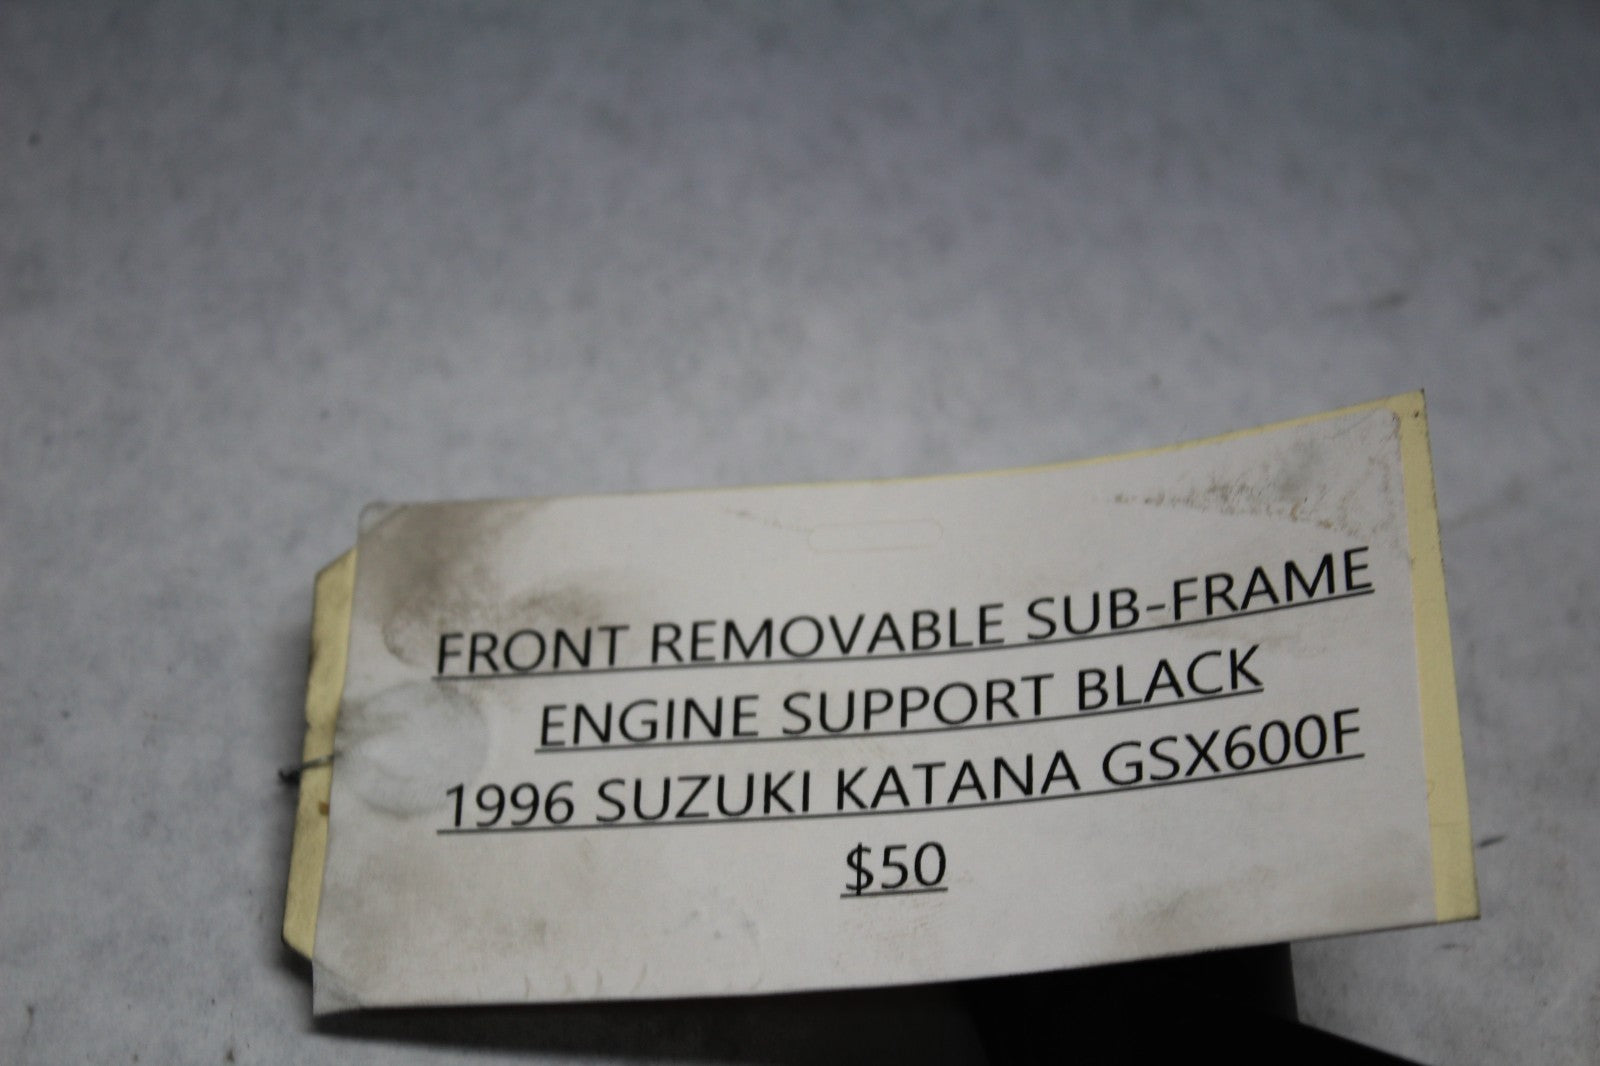 FRONT REMOVABLE SUB-FRAME
ENGINE SUPPORT BLACK
1996 SUZUKI KATANA GSX600F
$50